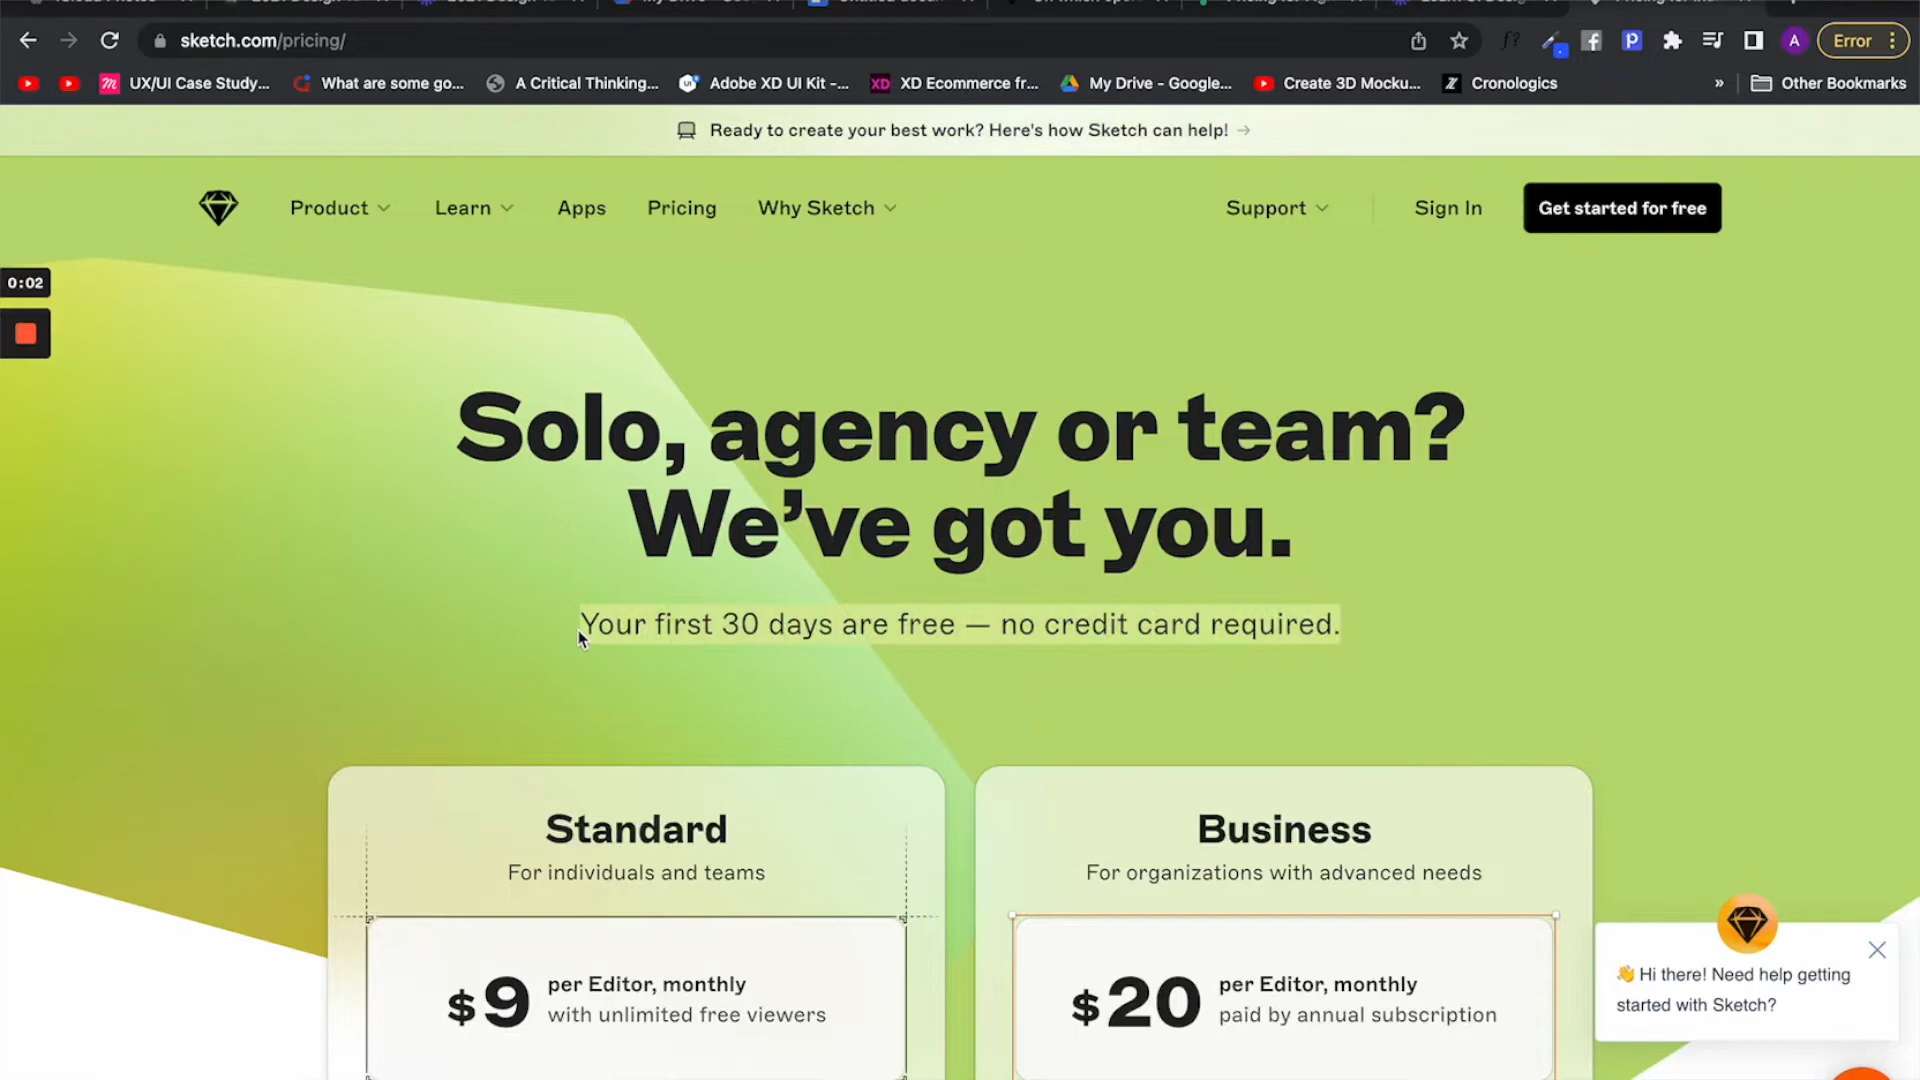 sketch.com/pricing/
Error
UX/UI Case Study...
What are some go...
A Critical Thinking...
Adobe XD UI Kit -...
XD Ecommerce fr...
My Drive - Google...
Create 3D Mocku...
Cronologics
»
Other Bookmarks
Ready to create your best work? Here's how Sketch can help! →
Product
Learn
Apps
Pricing
Why Sketch
Support
Sign In
Get started for free
0:02
Solo, agency or team?
We've got you.
Your first 30 days are free — no credit card required.
Standard
For individuals and teams
$9
per Editor, monthly
with unlimited free viewers
Business
For organizations with advanced needs
$20
per Editor, monthly
paid by annual subscription
👋 Hi there! Need help getting
started with Sketch?